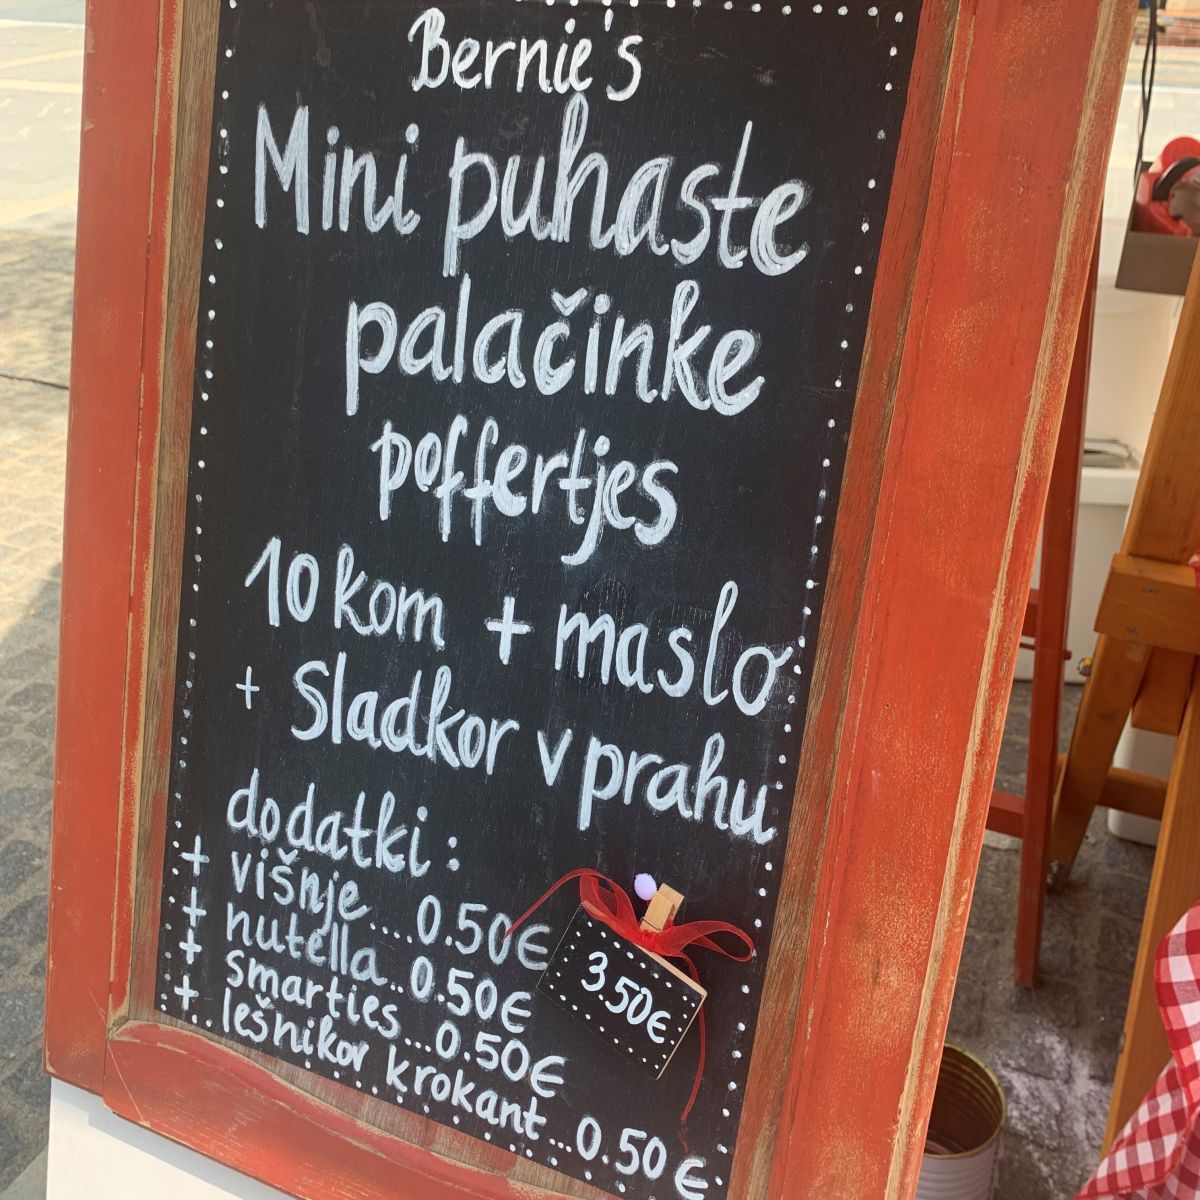 Bernie's
Mini puhaste
palačinke
poffertjes
10 kom + maslo
+ Sladkor v prahu
dodatki:
+ višnje....0.50€
+ nutella..0.50€
+ smarties...0.50€
+ lešnikov krokant...0.50€
3.50€